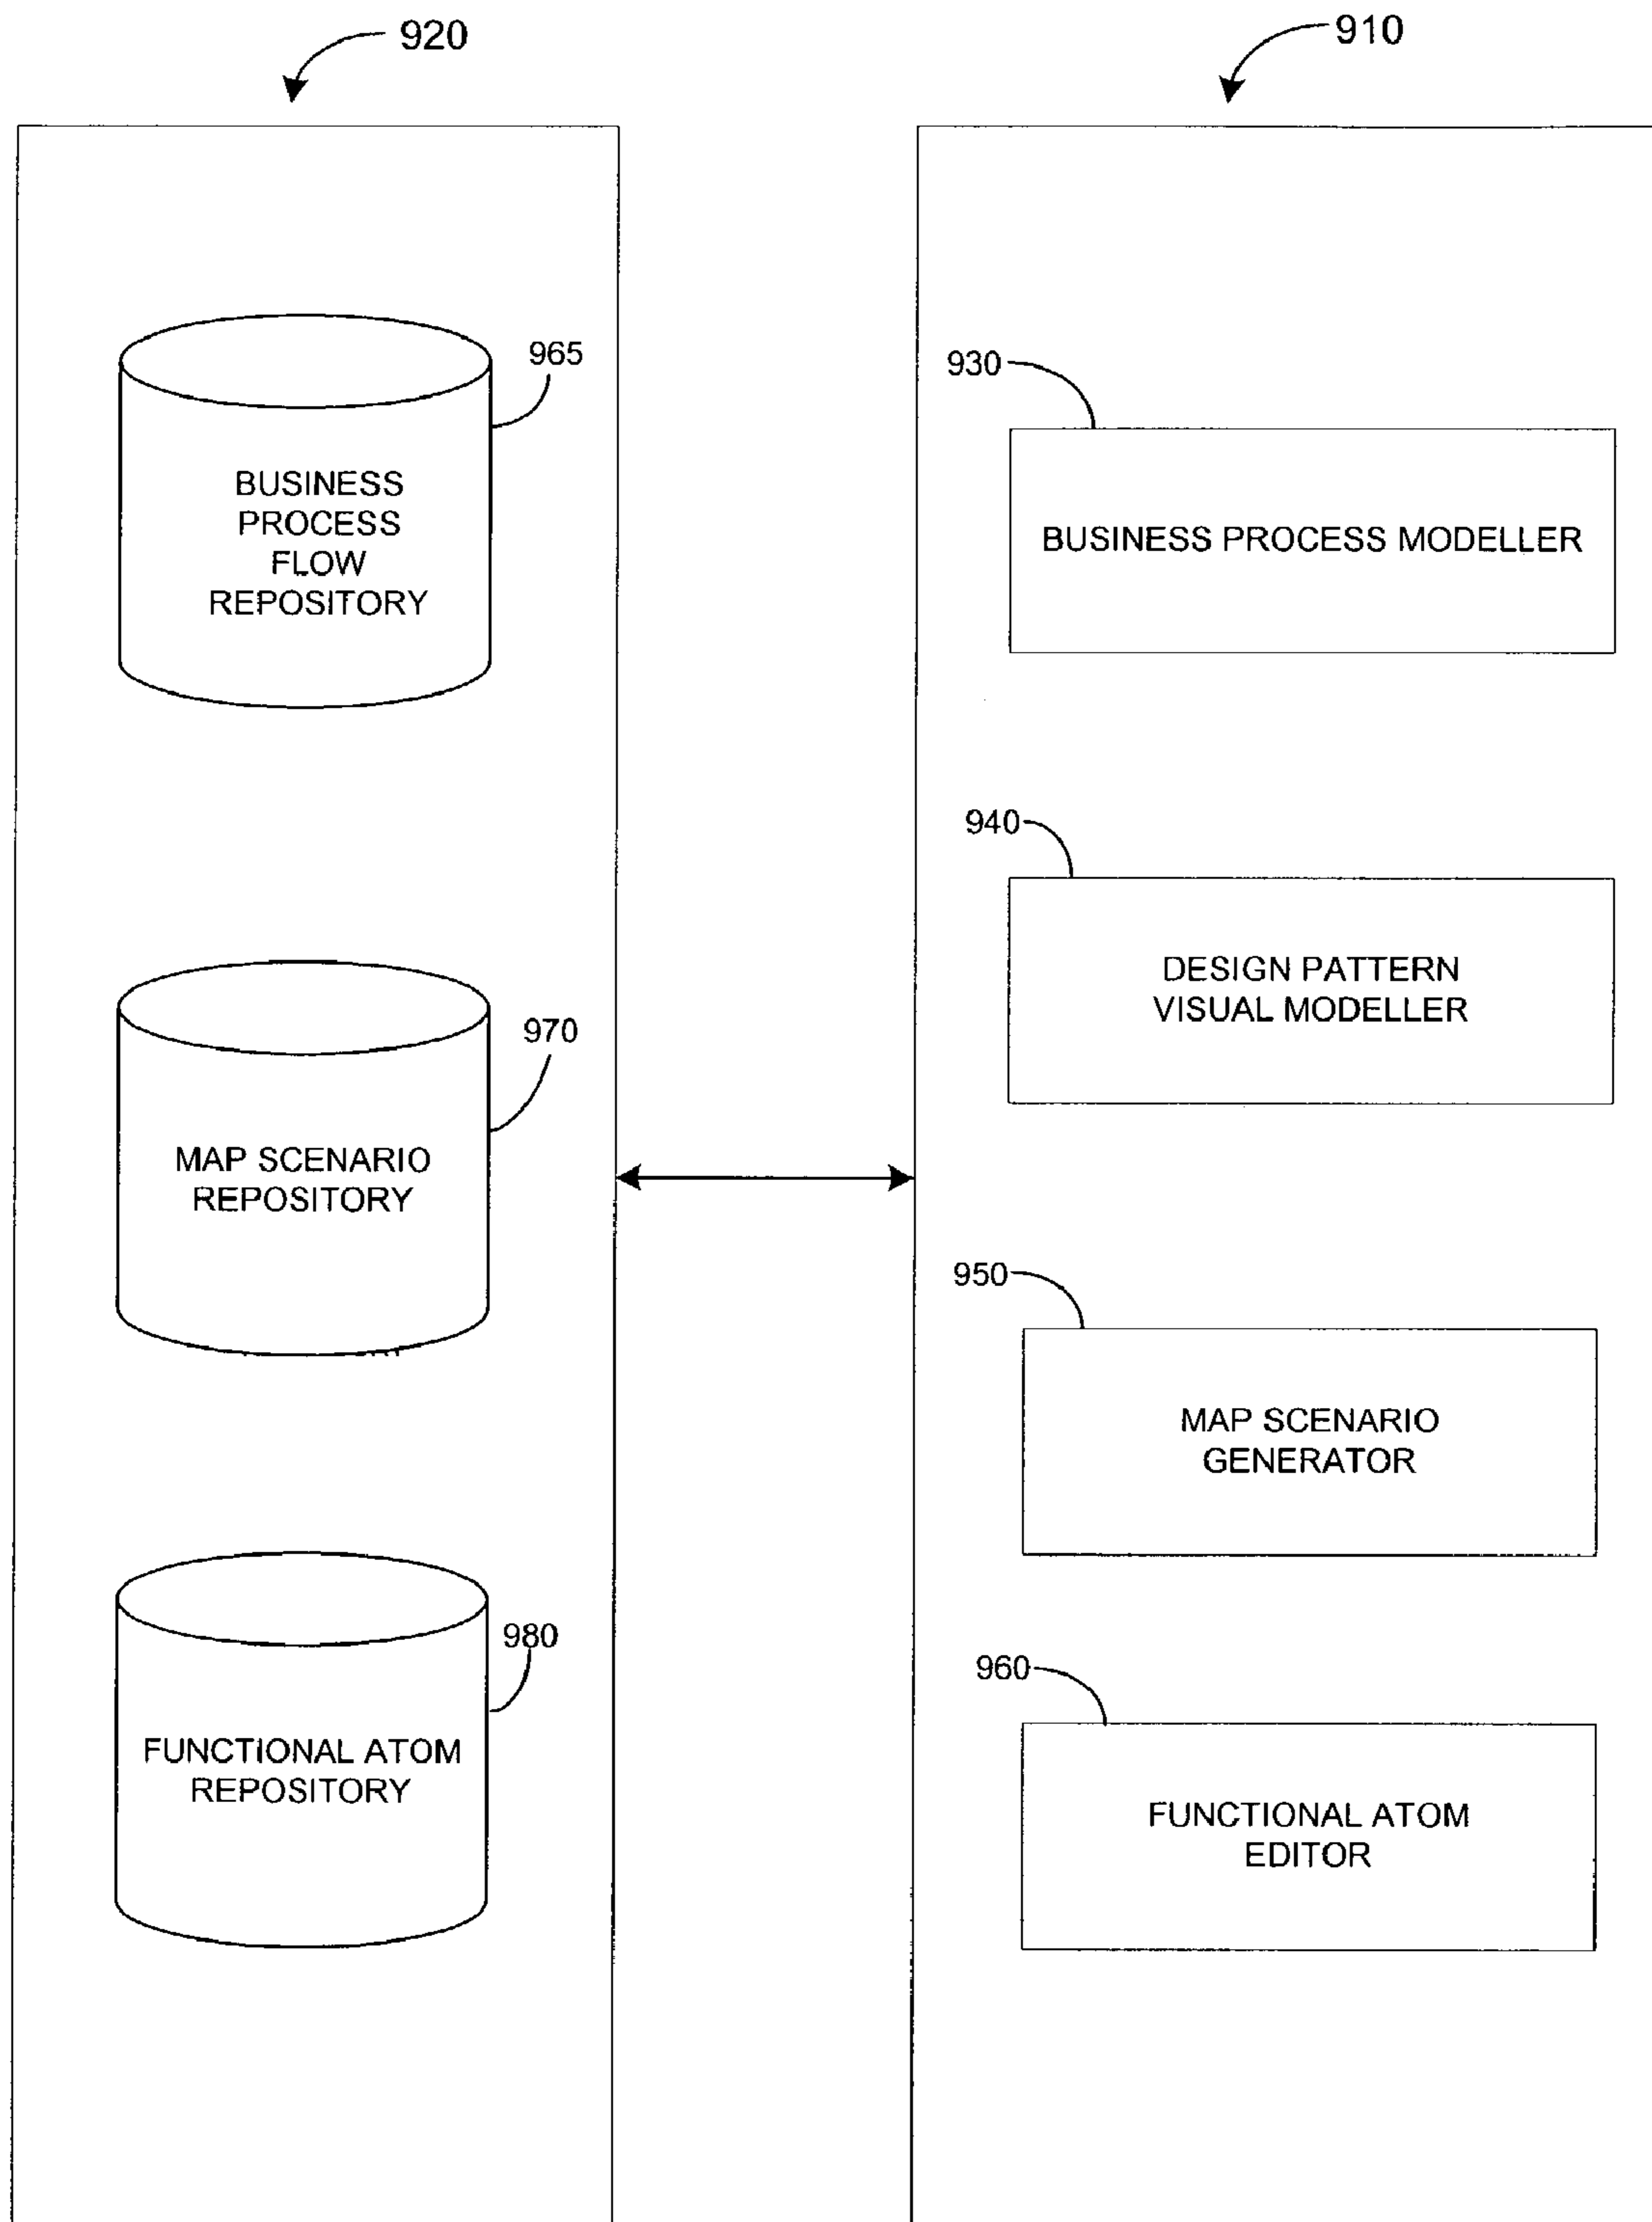 920
910
965
BUSINESS
PROCESS
FLOW
REPOSITORY
930
BUSINESS PROCESS MODELLER
940
DESIGN PATTERN
VISUAL MODELLER
970
MAP SCENARIO
REPOSITORY
950
MAP SCENARIO
GENERATOR
980
FUNCTIONAL ATOM
REPOSITORY
960
FUNCTIONAL ATOM
EDITOR